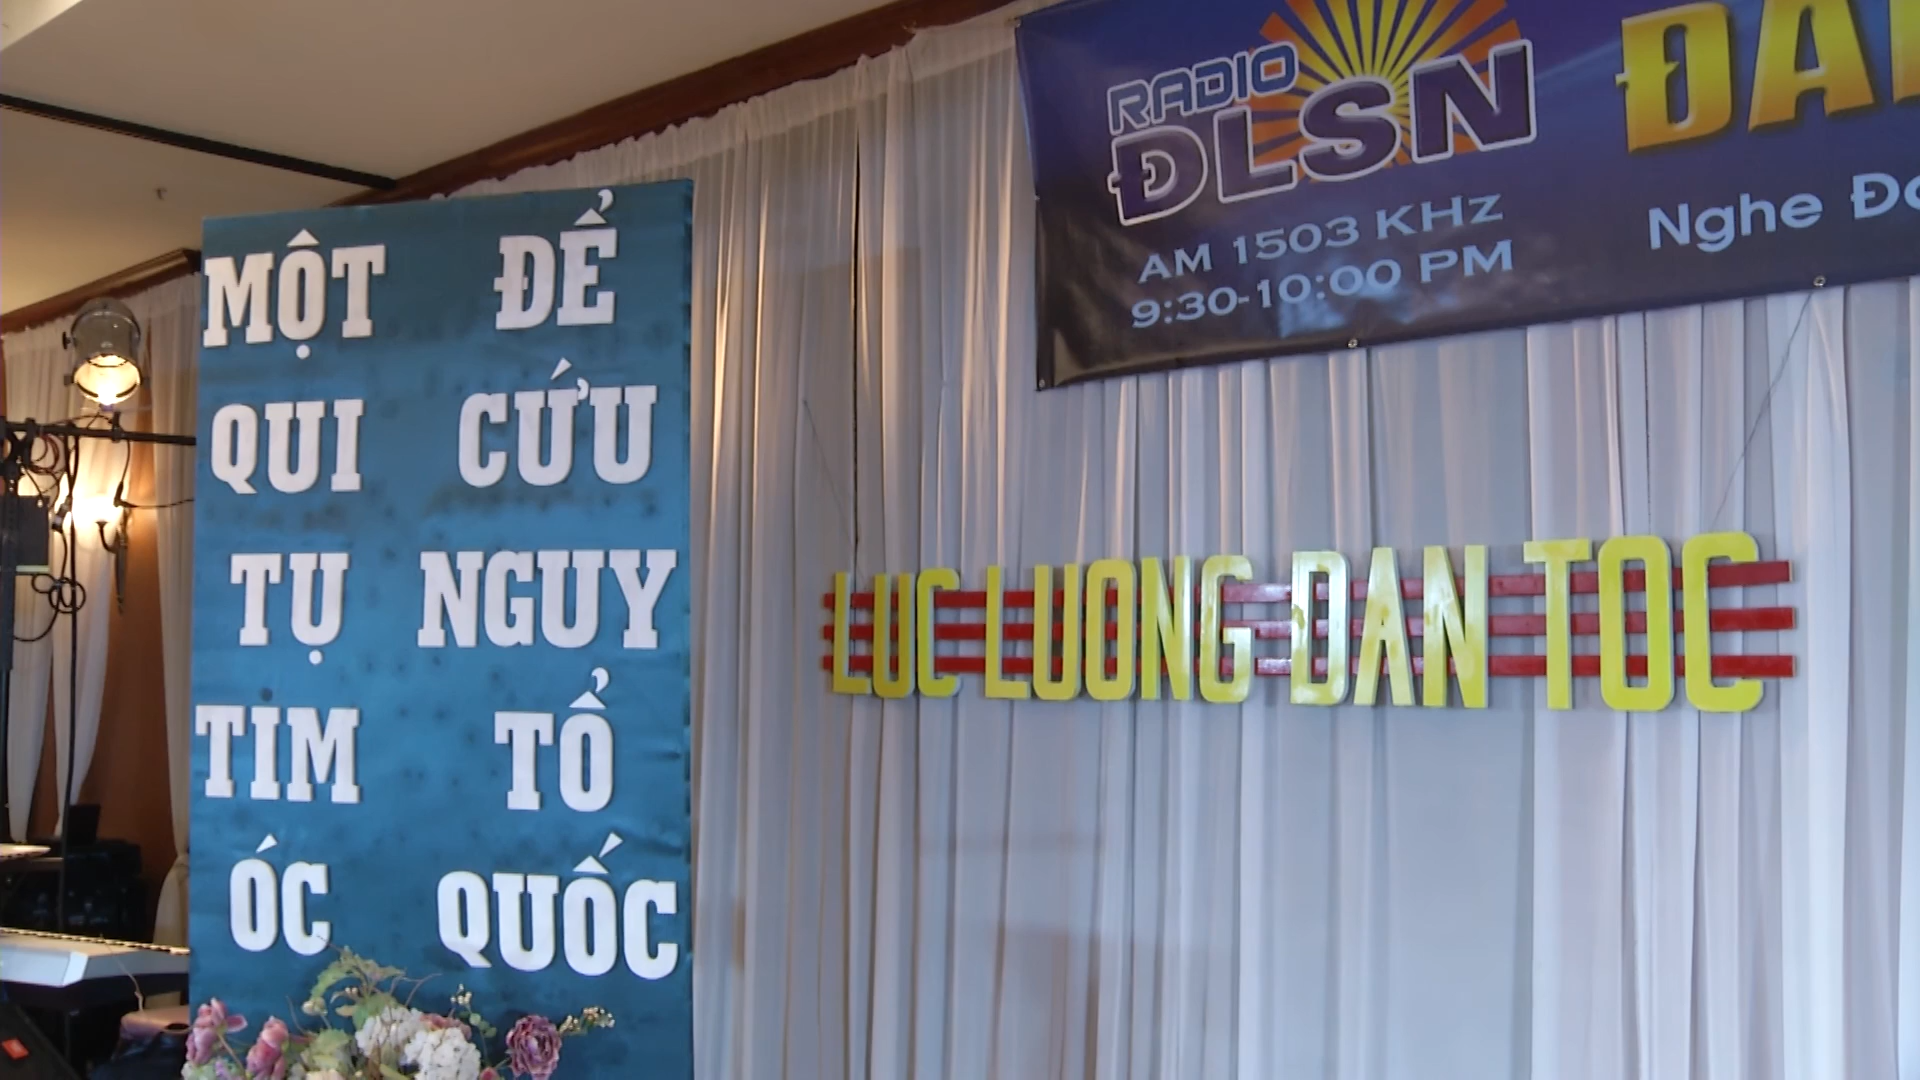 MỘT ĐỂ
QUI CỨU
TỤ NGUY
TIM TỔ
ÓC QUỐC
RADIO
ĐLSN
AM 1503 KHz
9:30-10:00 PM
Nghe
LUC LUONG DAN TOC